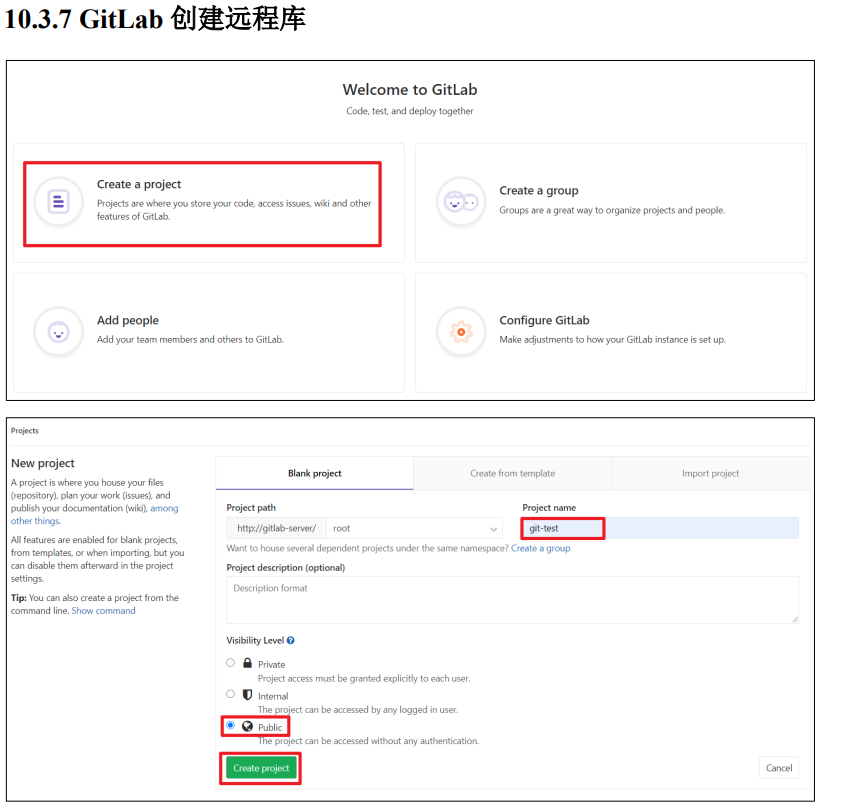 10.3.7 GitLab 创建远程库
Welcome to GitLab
Code, test, and deploy together
Create a project
Projects are where you store your code, access issues, wiki and other
features of GitLab.
Create a group
Groups are a great way to organize projects and people.
Add people
Add your team members and others to GitLab.
Configure GitLab
Make adjustments to how your GitLab instance is set up.
Projects
New project
A project is where you house your files
(repository), plan your work (issues), and
publish your documentation (wiki), among
other things.
All features are enabled for blank projects,
from templates, or when importing, but you
can disable them afterward in the project
settings.
Tip: You can also create a project from the
command line. Show command
Blank project
Create from template
Import project
Project path
http://gitlab-server/
root
Project name
git-test
Want to house several dependent projects under the same namespace? Create a group
Project description (optional)
Description format
Visibility Level
Private
Project access must be granted explicitly to each user.
Internal
The project can be accessed by any logged in user.
Public
The project can be accessed without any authentication.
Create project
Cancel